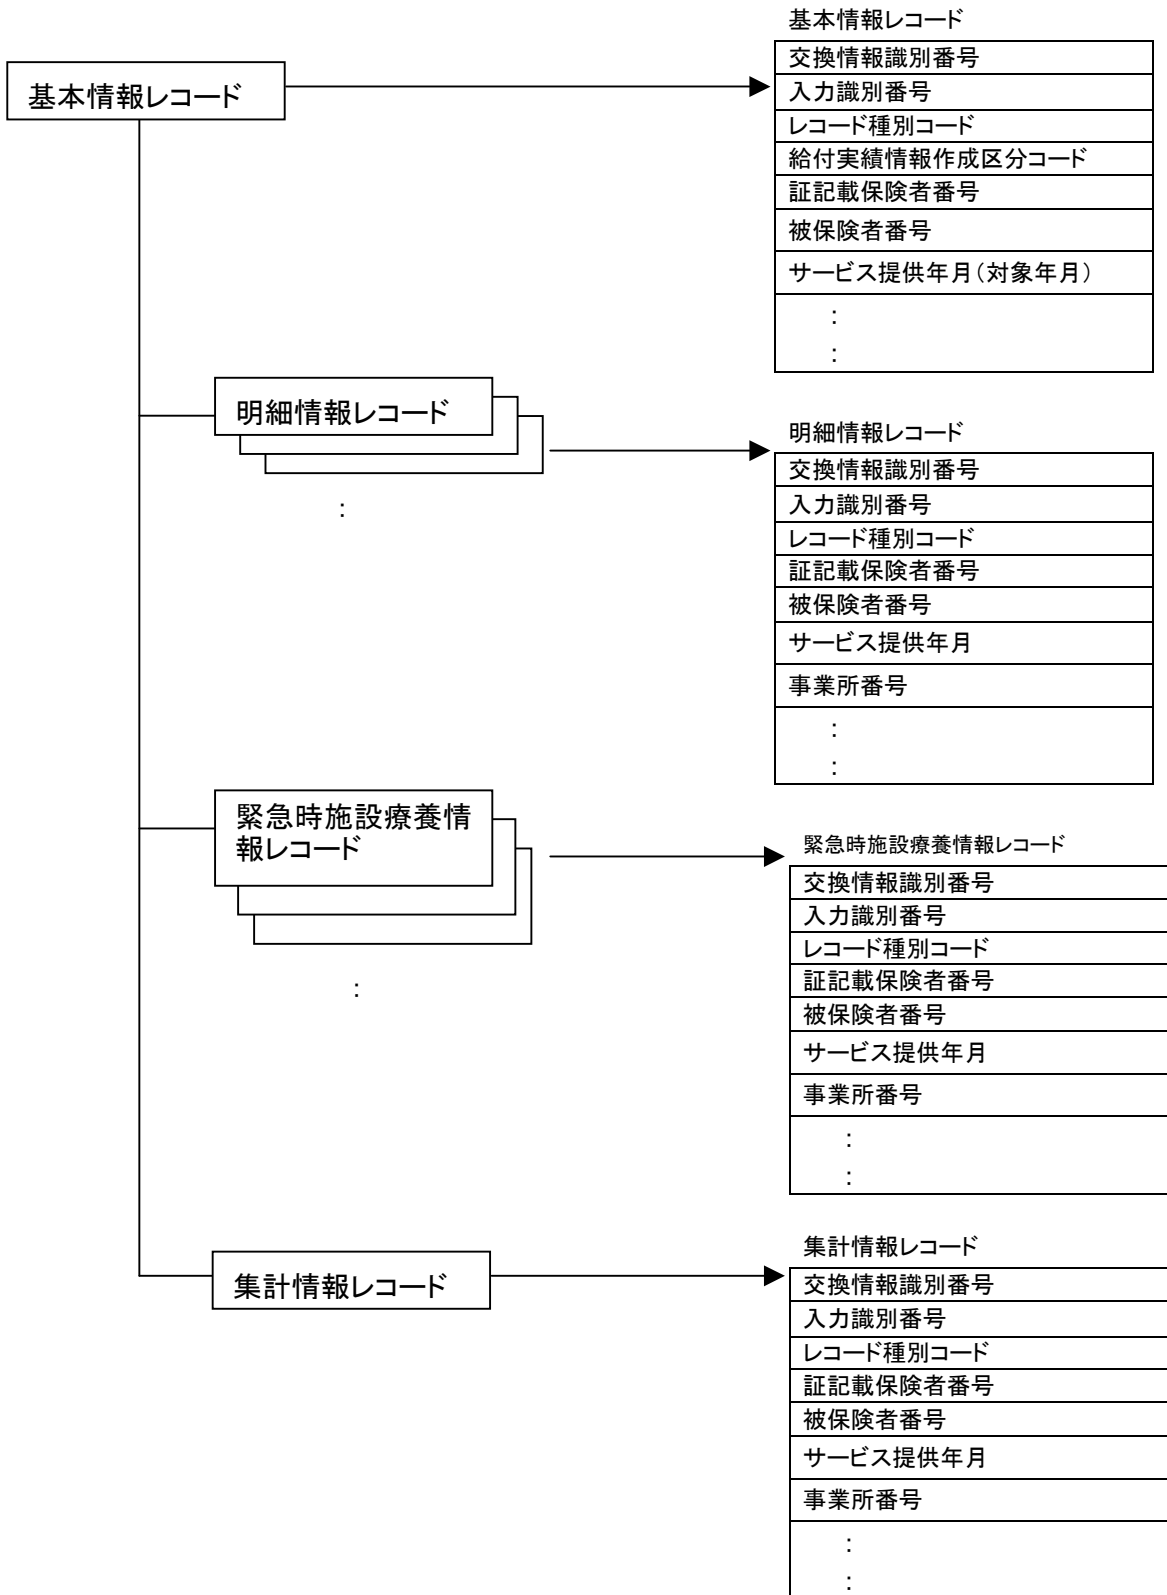 基本情報レコード
基本情報レコード
交換情報識別番号
入力識別番号
レコード種別コード
給付実績情報作成区分コード
証記載保険者番号
被保険者番号
サービス提供年月(対象年月)
:
:
明細情報レコード
:
明細情報レコード
交換情報識別番号
入力識別番号
レコード種別コード
証記載保険者番号
被保険者番号
サービス提供年月
事業所番号
:
:
緊急時施設療養情
報レコード
:
緊急時施設療養情報レコード
交換情報識別番号
入力識別番号
レコード種別コード
証記載保険者番号
被保険者番号
サービス提供年月
事業所番号
:
:
集計情報レコード
集計情報レコード
交換情報識別番号
入力識別番号
レコード種別コード
証記載保険者番号
被保険者番号
サービス提供年月
事業所番号
:
: